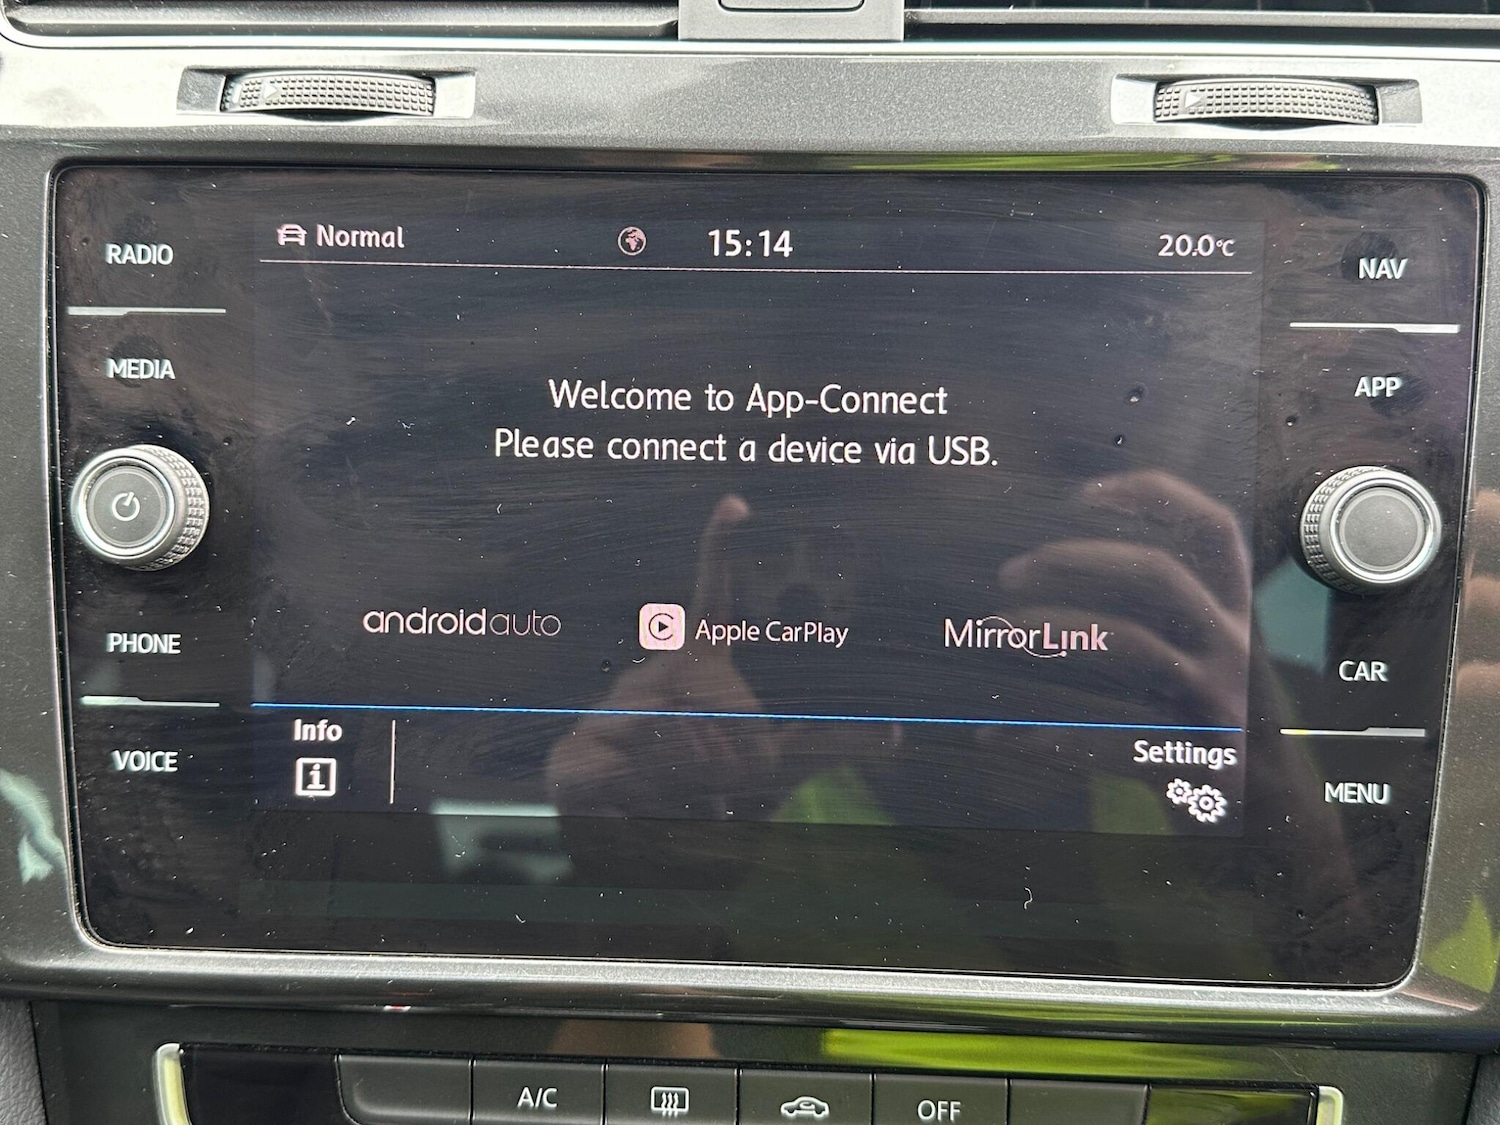 RADIO
MEDIA
PHONE
VOICE
Normal
15:14
20.0°C
Welcome to App-Connect
Please connect a device via USB.
androidauto
Apple CarPlay
MirrorLink
Info
i
Settings
NAV
APP
CAR
MENU
A/C
OFF